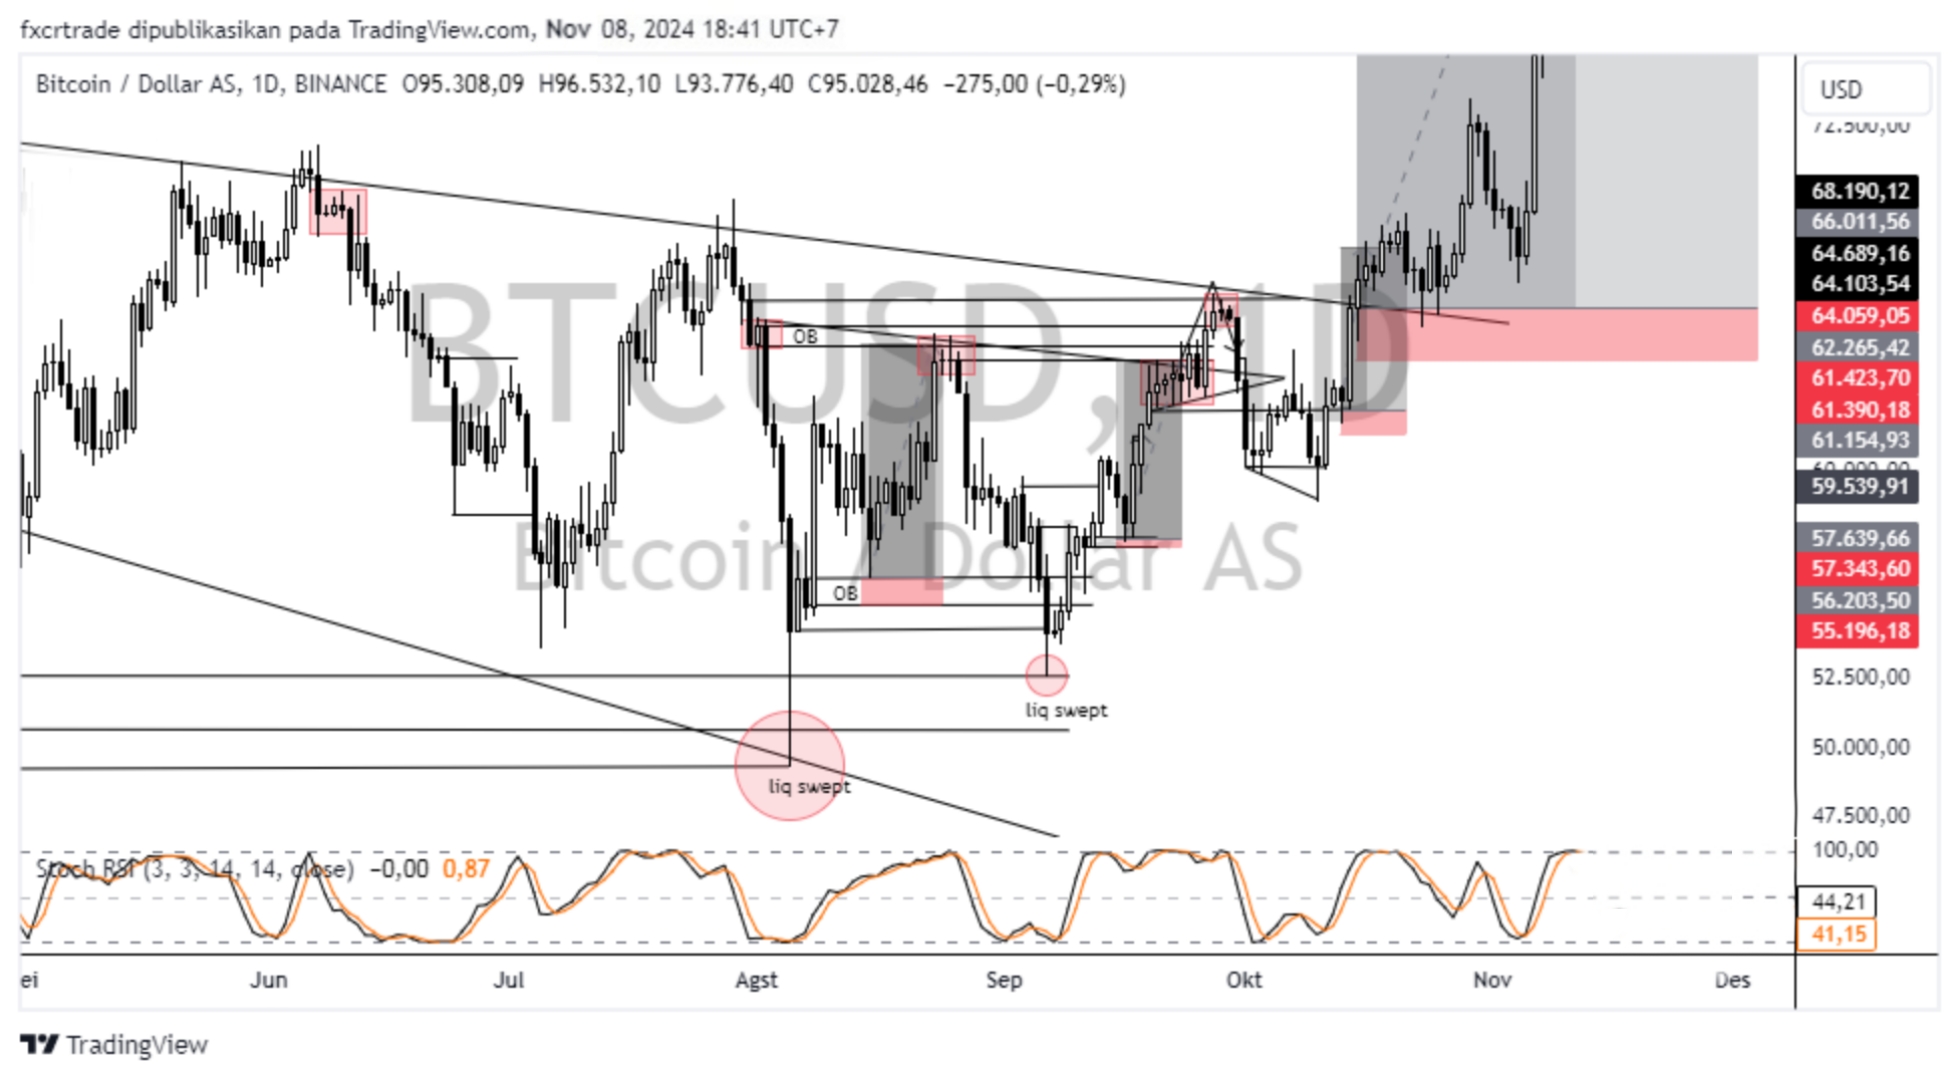 fxcrtrade dipublikasikan pada TradingView.com, Nov 08, 2024 18:41 UTC+7
Bitcoin / Dollar AS, 1D, BINANCE O95.308,09 H96.532,10 L93.776,40 C95.028,46 −275,00 (−0,29%)
USD
72.500,00
68.190,12
66.011,56
64.689,16
64.103,54
64.059,05
62.265,42
61.423,70
61.390,18
61.154,93
60.000,00
59.539,91
57.639,66
57.343,60
56.203,50
55.196,18
52.500,00
50.000,00
47.500,00
BTCUSD, 1D
Bitcoin / Dollar AS
OB
OB
liq swept
liq swept
Stoch RSI (3, 3, 14, 14, close) −0,00 0,87
100,00
44,21
41,15
ei Jun Jul Agst Sep Okt Nov Des
TradingView